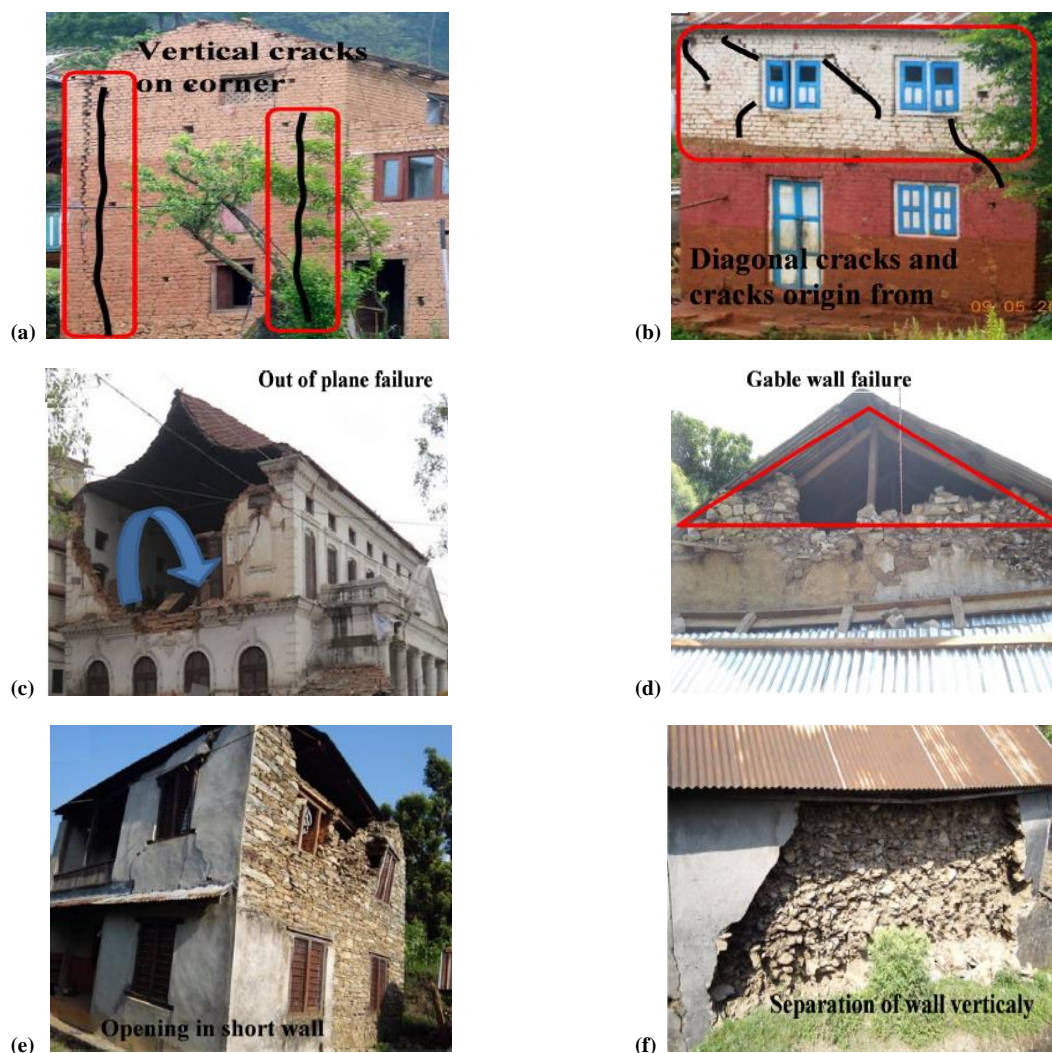 Vertical cracks
on corner
(a)
Diagonal cracks and
cracks origin from
09 05 2
(b)
Out of plane failure
(c)
Gable wall failure
(d)
Opening in short wall
(e)
Separation of wall verticaly
(f)